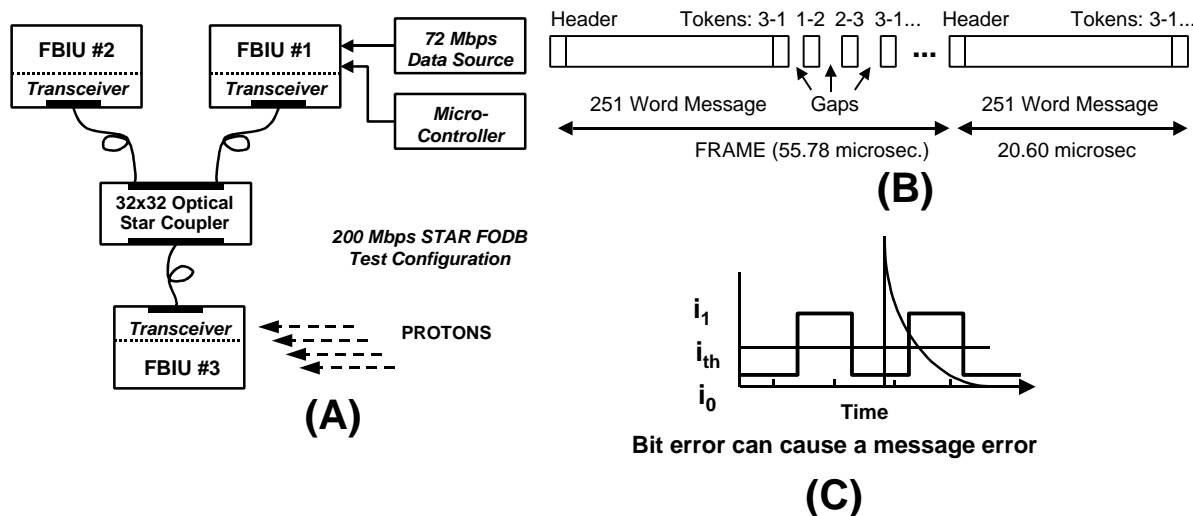 FBIU #2
Transceiver
FBIU #1
Transceiver
72 Mbps
Data Source
Micro-
Controller
32x32 Optical
Star Coupler
200 Mbps STAR FODB
Test Configuration
Transceiver
FBIU #3
PROTONS
(A)
Header Tokens: 3-1 1-2 2-3 3-1... Header Tokens: 3-1...
...
251 Word Message Gaps 251 Word Message
FRAME (55.78 microsec.) 20.60 microsec
(B)
i1
ith
i0
Time
Bit error can cause a message error
(C)